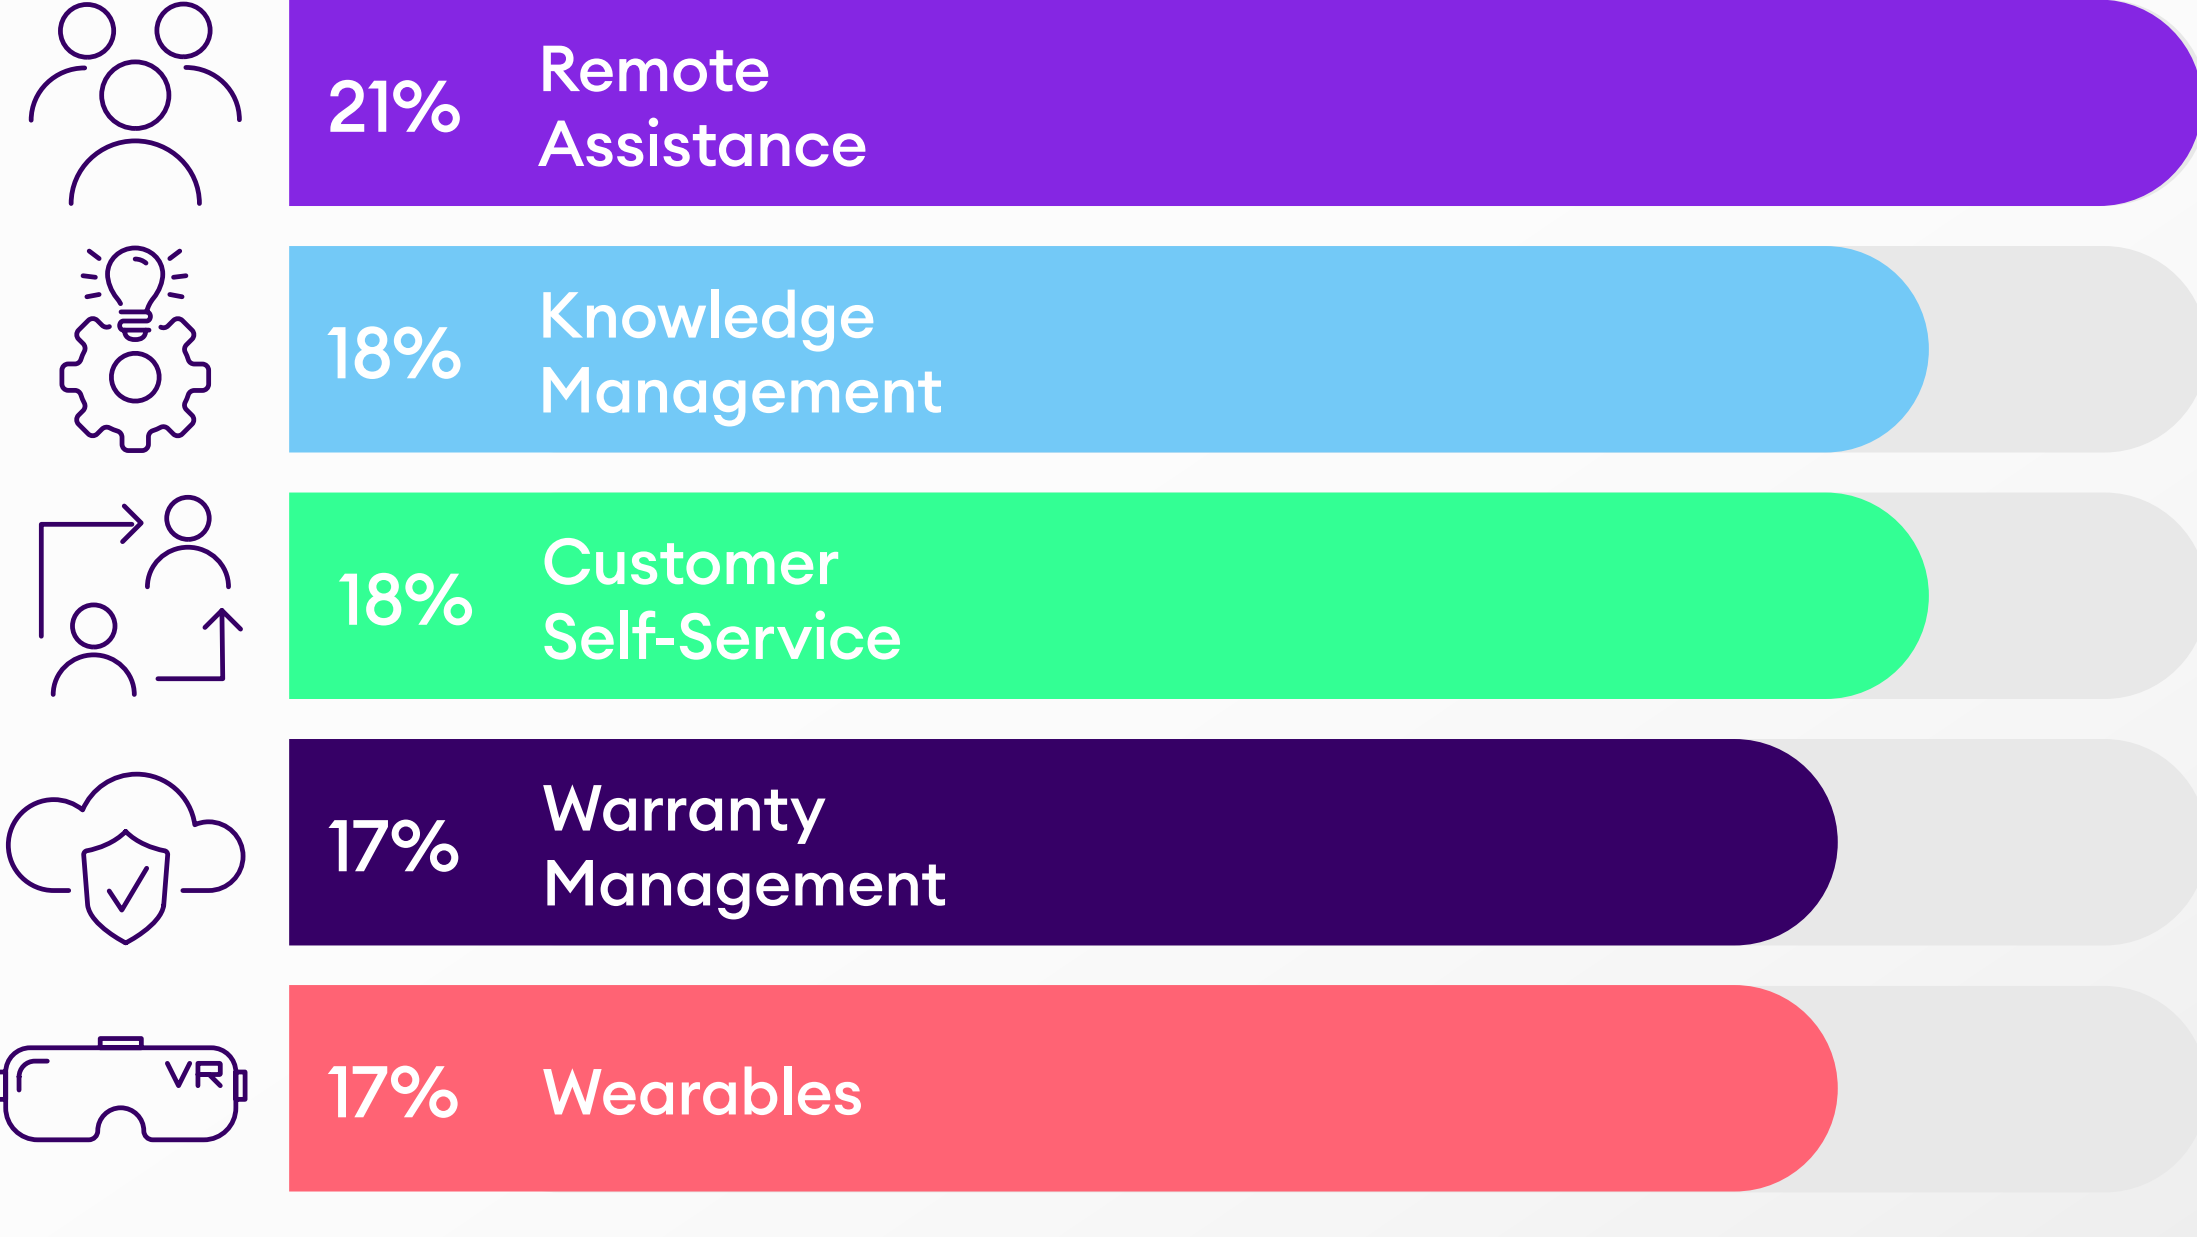 21%
Remote
Assistance
18%
Knowledge
Management
18%
Customer
Self-Service
17%
Warranty
Management
VR
17%
Wearables